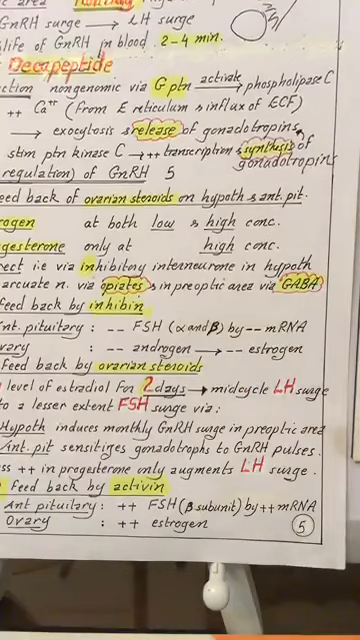 ic area
GnRH surge → LH surge
life of GnRH in blood 2-4 min.
Decapeptide
ction nongenomic via G ptn activate→ phospholipase C
++ Ca++ (from E reticulum & influx of ECF)
→ exocytosis & release of gonadotropins
stim ptn kinase C → ++ transcription & synthesis of gonadotropins
regulation) of GnRH 5
eed back of ovarian steroids on hypoth & ant. pit.
rogen at both low & high conc.
gesterone only at high conc.
rect i.e via inhibitory interneurone in hypoth
arcuate n. via opiates & in preoptic area via GABA
feed back by inhibin
nt. pituitary : -- FSH (α and β) by -- mRNA
vary : -- androgen → -- estrogen
feed back by ovarian steroids
level of estradiol for 2 days → midcycle LH surge
to a lesser extent FSH surge via :
Hypoth induces monthly GnRH surge in preoptic area
Ant. pit sensitiges gonadotrophs to GnRH pulses.
ss ++ in progesterone only augments LH surge.
feed back by activin
Ant pituitary : ++ FSH (β subunit) by ++ mRNA
Ovary : ++ estrogen
5